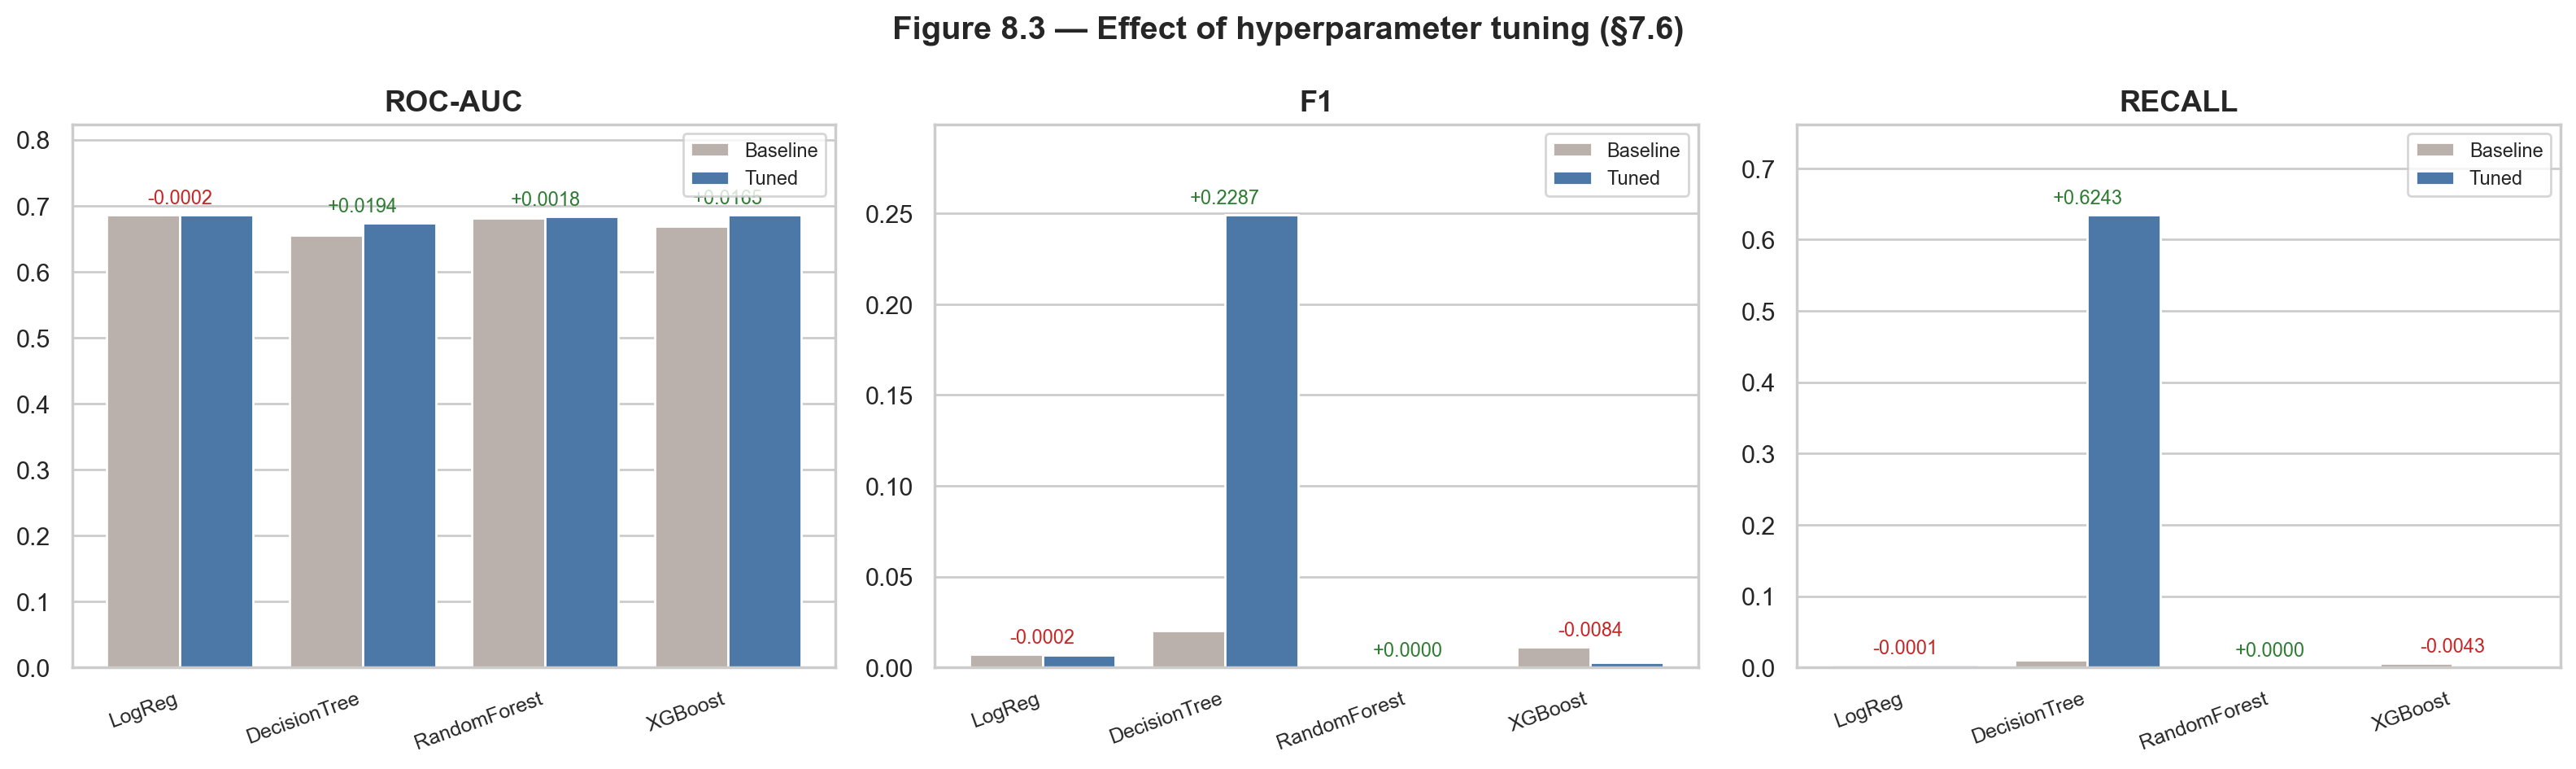 Figure 8.3 — Effect of hyperparameter tuning (§7.6)
ROC-AUC
0.8
0.7
0.6
0.5
0.4
0.3
0.2
0.1
0.0
Baseline
Tuned
-0.0002
+0.0194
+0.0018
+0.0165
LogReg
DecisionTree
RandomForest
XGBoost
F1
0.25
0.20
0.15
0.10
0.05
0.00
Baseline
Tuned
-0.0002
+0.2287
+0.0000
-0.0084
LogReg
DecisionTree
RandomForest
XGBoost
RECALL
0.7
0.6
0.5
0.4
0.3
0.2
0.1
0.0
Baseline
Tuned
-0.0001
+0.6243
+0.0000
-0.0043
LogReg
DecisionTree
RandomForest
XGBoost